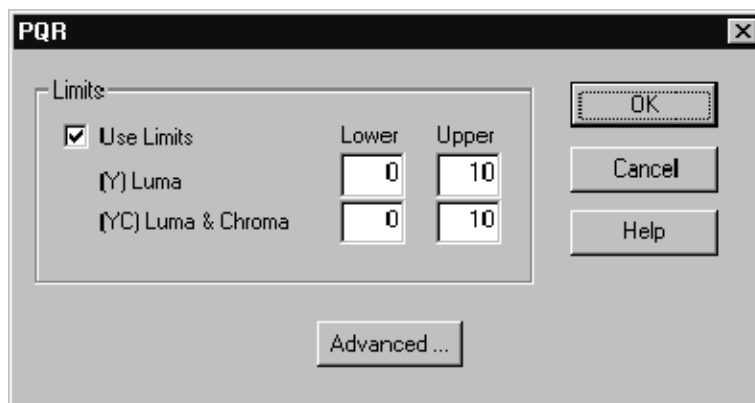 PQR
Limits
OK
Use Limits Lower Upper
(Y) Luma 0 10
Cancel
(YC) Luma & Chroma 0 10
Help
Advanced ...